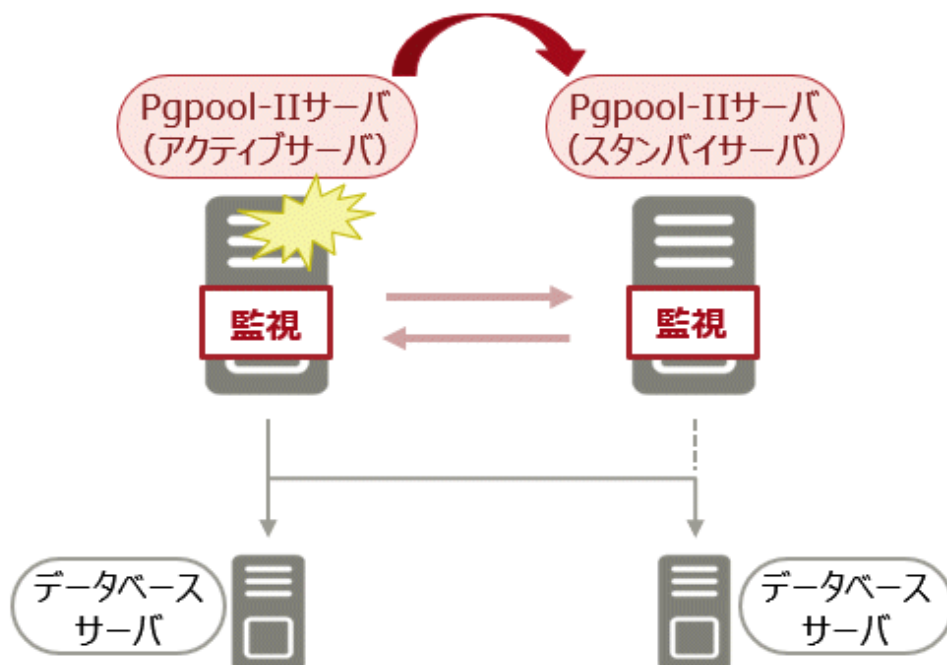 Pgpool-IIサーバ
(アクティブサーバ)
Pgpool-IIサーバ
(スタンバイサーバ)
監視
監視
データベース
サーバ
データベース
サーバ